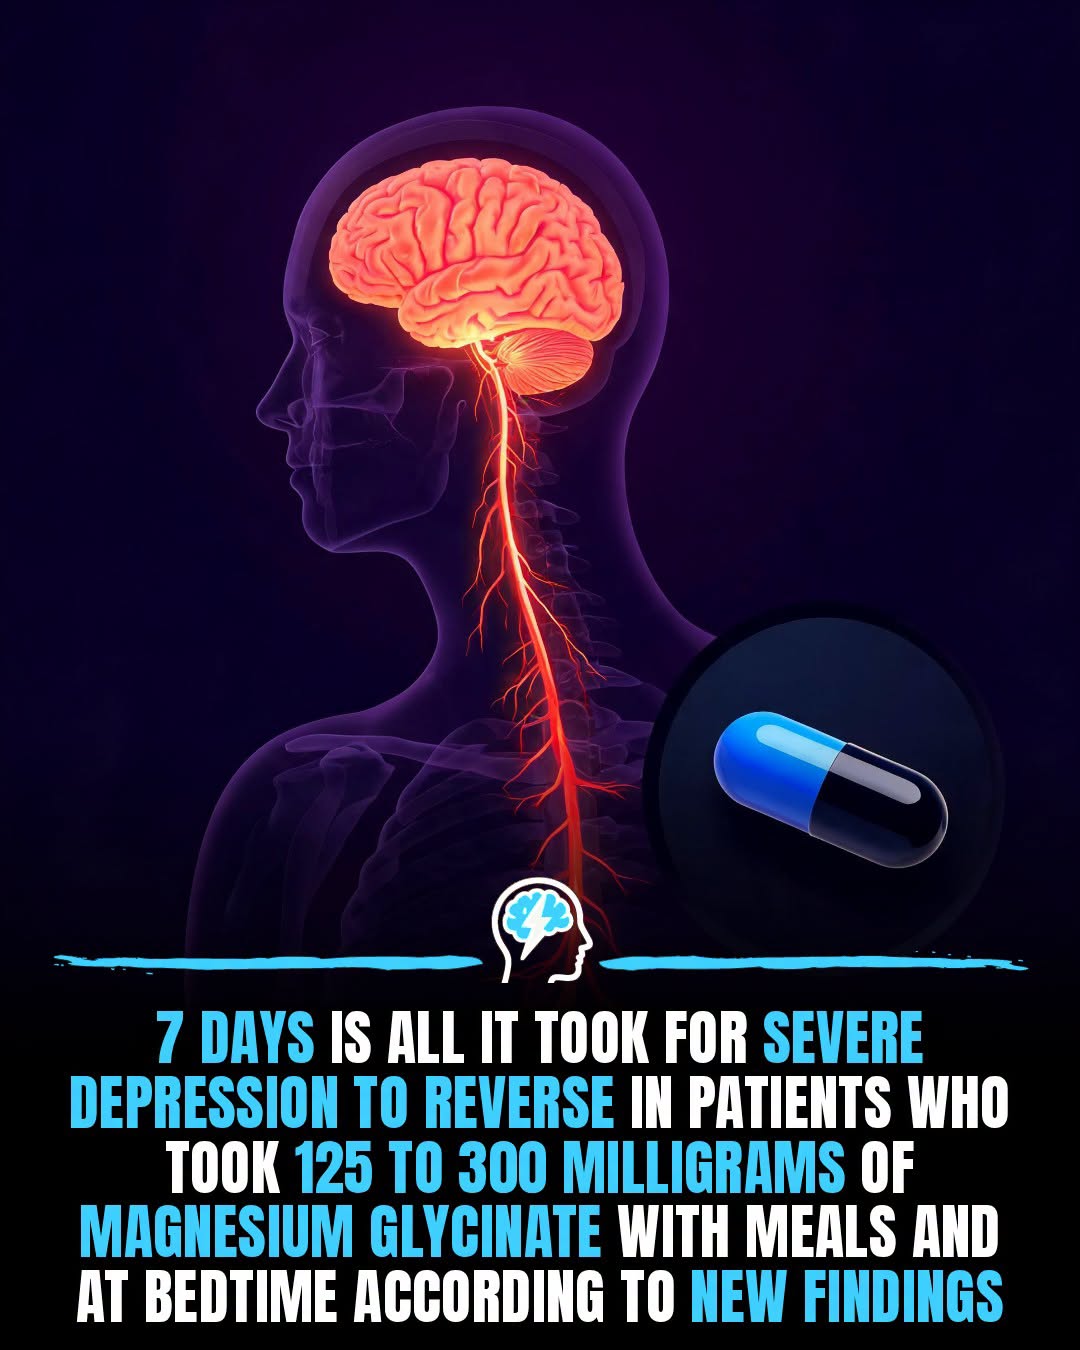 7 DAYS IS ALL IT TOOK FOR SEVERE
DEPRESSION TO REVERSE IN PATIENTS WHO
TOOK 125 TO 300 MILLIGRAMS OF
MAGNESIUM GLYCINATE WITH MEALS AND
AT BEDTIME ACCORDING TO NEW FINDINGS